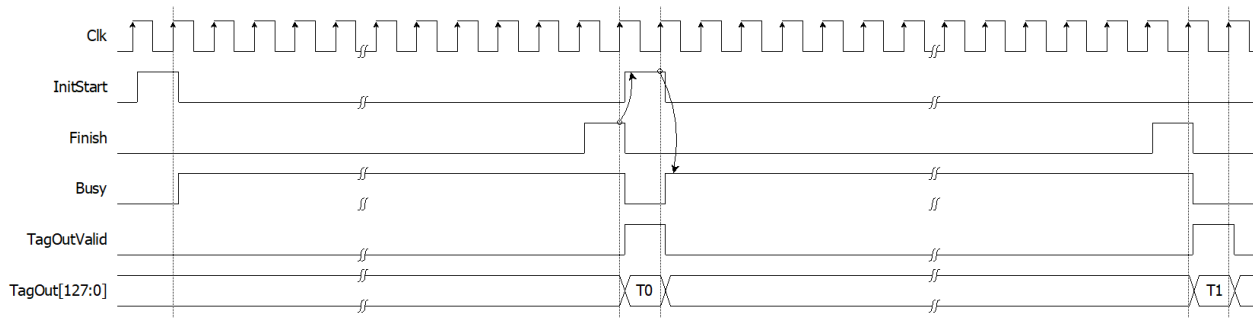 Clk
InitStart
Finish
Busy
TagOutValid
TagOut[127:0] T0 T1